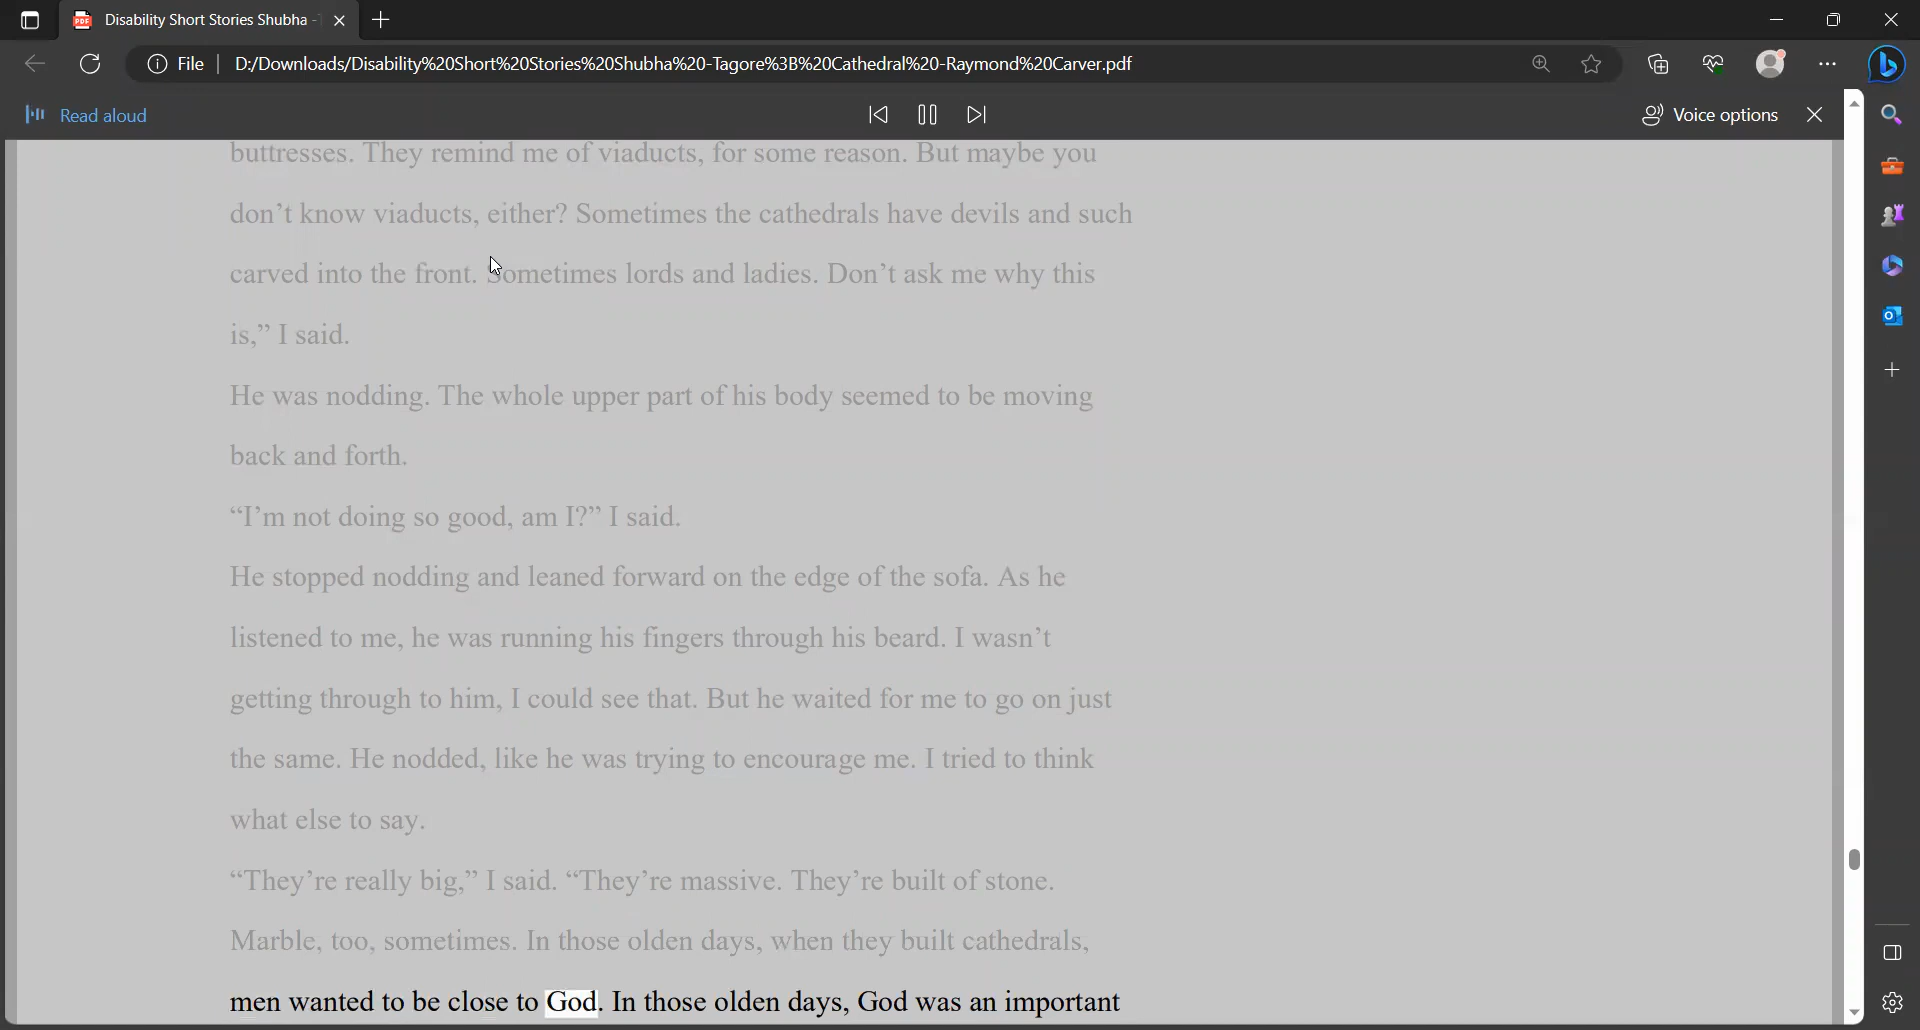 Disability Short Stories Shubha -
File
D:/Downloads/Disability%20Short%20Stories%20Shubha%20-Tagore%3B%20Cathedral%20-Raymond%20Carver.pdf
Read aloud
Voice options
buttresses. They remind me of viaducts, for some reason. But maybe you
don’t know viaducts, either? Sometimes the cathedrals have devils and such
carved into the front. Sometimes lords and ladies. Don’t ask me why this
is,” I said.
He was nodding. The whole upper part of his body seemed to be moving
back and forth.
“I’m not doing so good, am I?” I said.
He stopped nodding and leaned forward on the edge of the sofa. As he
listened to me, he was running his fingers through his beard. I wasn’t
getting through to him, I could see that. But he waited for me to go on just
the same. He nodded, like he was trying to encourage me. I tried to think
what else to say.
“They’re really big,” I said. “They’re massive. They’re built of stone.
Marble, too, sometimes. In those olden days, when they built cathedrals,
men wanted to be close to God. In those olden days, God was an important